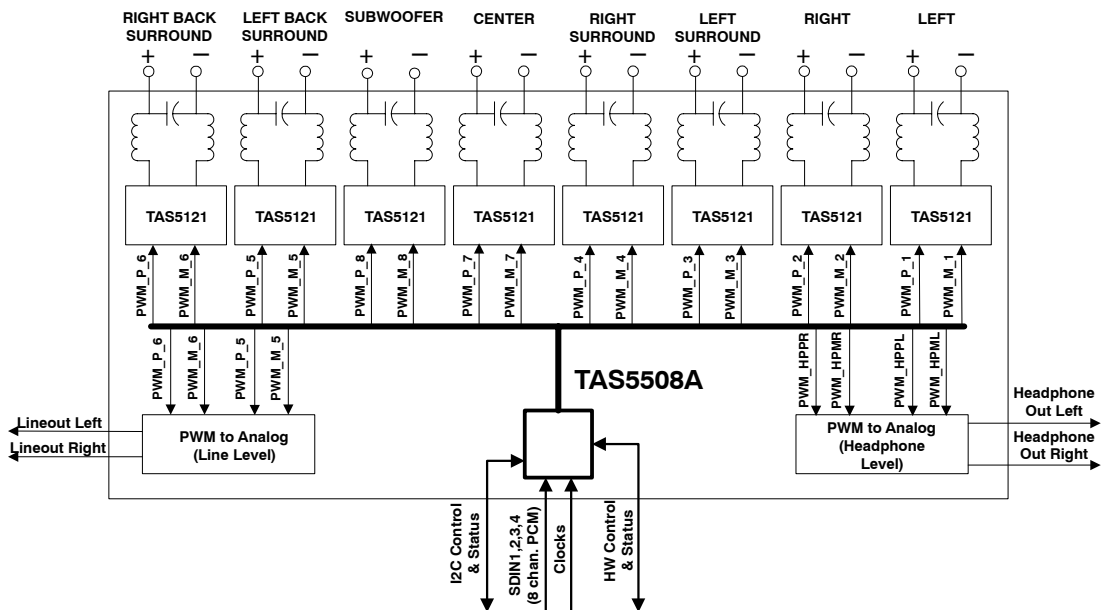 RIGHT BACK
SURROUND
LEFT BACK
SURROUND
SUBWOOFER
CENTER
RIGHT
SURROUND
LEFT
SURROUND
RIGHT
LEFT
+ − + − + − + − + − + − + − + −
TAS5121
TAS5121
TAS5121
TAS5121
TAS5121
TAS5121
TAS5121
TAS5121
PWM_P_6
PWM_M_6
PWM_P_5
PWM_M_5
PWM_P_8
PWM_M_8
PWM_P_7
PWM_M_7
PWM_P_4
PWM_M_4
PWM_P_3
PWM_M_3
PWM_P_2
PWM_M_2
PWM_P_1
PWM_M_1
PWM_P_6
PWM_M_6
PWM_P_5
PWM_M_5
TAS5508A
PWM_HPPR
PWM_HPMR
PWM_HPPL
PWM_HPML
Lineout Left
Lineout Right
PWM to Analog
(Line Level)
PWM to Analog
(Headphone
Level)
Headphone
Out Left
Headphone
Out Right
I2C Control
& Status
SDIN1,2,3,4
(8 chan. PCM)
Clocks
HW Control
& Status